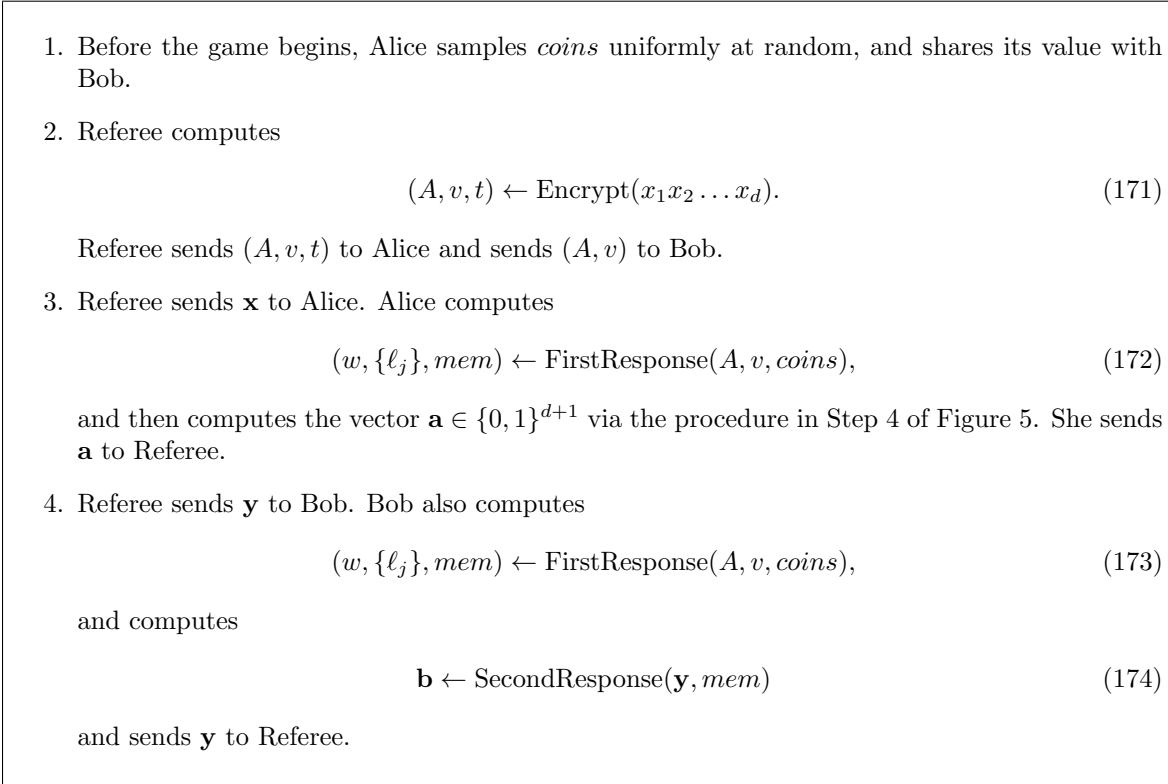 1. Before the game begins, Alice samples coins uniformly at random, and shares its value with
Bob.
2. Referee computes
(A, v, t) ← Encrypt(x₁x₂ . . . x_d). (171)
Referee sends (A, v, t) to Alice and sends (A, v) to Bob.
3. Referee sends x to Alice. Alice computes
(w, {ℓ_j}, mem) ← FirstResponse(A, v, coins), (172)
and then computes the vector a ∈ {0, 1}^{d+1} via the procedure in Step 4 of Figure 5. She sends
a to Referee.
4. Referee sends y to Bob. Bob also computes
(w, {ℓ_j}, mem) ← FirstResponse(A, v, coins), (173)
and computes
b ← SecondResponse(y, mem) (174)
and sends y to Referee.